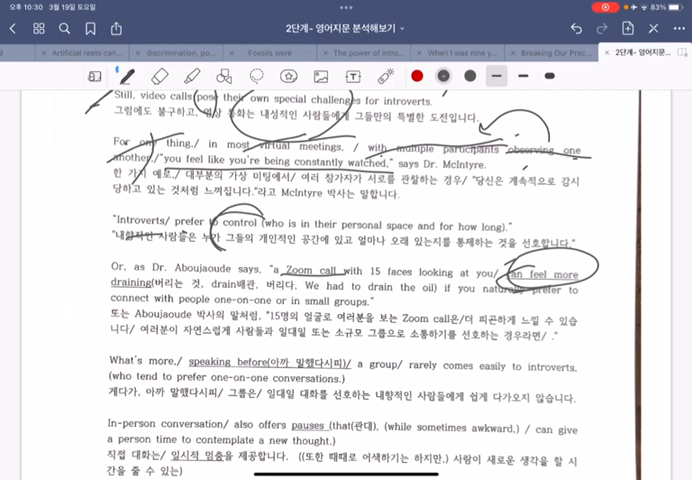 오후 10:30 3월 19일 토요일
83%
2단계- 영어지문 분석해보기
Artificial reets can...
discrimination, po...
Fossils were
The power of intro...
When I was nine y...
Breaking Our Prec...
2단계- 영어지문...
Still, video calls(pose their own special challenges for introverts.
그럼에도 불구하고, 영상 통화는 내성적인 사람들에게 그들만의 특별한 도전입니다.
For one thing,/ in most virtual meetings, / with multiple participants observing one
another,/"you feel like you're being constantly watched," says Dr. McIntyre.
한 가지 예로,/ 대부분의 가상 미팅에서/ 여러 참가자가 서로를 관찰하는 경우/ "당신은 계속적으로 감시
당하고 있는 것처럼 느껴집니다."라고 McIntyre 박사는 말합니다.
"Introverts/ prefer to control (who is in their personal space and for how long)."
"내향적인 사람들은 누가 그들의 개인적인 공간에 있고 얼마나 오래 있는지를 통제하는 것을 선호합니다."
Or, as Dr. Aboujaoude says, "a Zoom call with 15 faces looking at you/ can feel more
draining(버리는 것, drain배관, 버리다. We had to drain the oil) if you naturally prefer to
connect with people one-on-one or in small groups."
또는 Aboujaoude 박사의 말처럼, "15명의 얼굴로 여러분을 보는 Zoom call은/더 피곤하게 느낄 수 있습
니다/ 여러분이 자연스럽게 사람들과 일대일 또는 소규모 그룹으로 소통하기를 선호하는 경우라면/ ."
What's more,/ speaking before(아까 말했다시피)/ a group/ rarely comes easily to introverts,
(who tend to prefer one-on-one conversations.)
게다가, 아까 말했다시피/ 그룹은/ 일대일 대화를 선호하는 내향적인 사람들에게 쉽게 다가오지 않습니다.
In-person conversation/ also offers pauses (that(관대), (while sometimes awkward,) / can give
a person time to contemplate a new thought.)
직접 대화는/ 일시적 멈춤을 제공합니다. ((또한 때때로 어색하기는 하지만,) 사람이 새로운 생각을 할 시
간을 줄 수 있는)